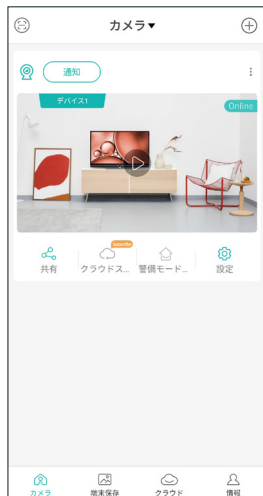 カメラ▼
通知
デバイス1
Online
Subscribe
共有
クラウドス...
警備モード...
設定
カメラ
端末保存
クラウド
情報